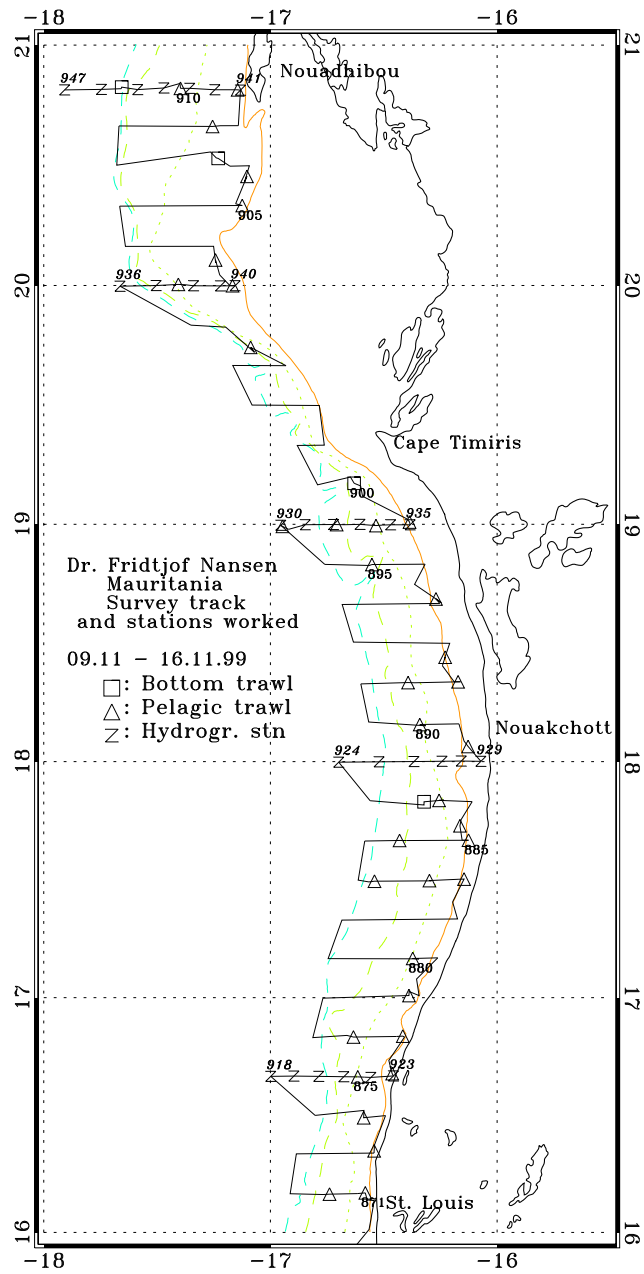 -18 -17 -16
21 21
947 941 Nouadhibou
910
905
936 940
20 20
Cape Timiris
900
930 935
19 19
Dr. Fridtjof Nansen
895
Mauritania
Survey track
and stations worked
09.11 - 16.11.99
□: Bottom trawl
△: Pelagic trawl
Z: Hydrogr. stn
890 Nouakchott
924 929
18 18
885
880
17 17
918 923
875
871 St. Louis
16 16
-18 -17 -16